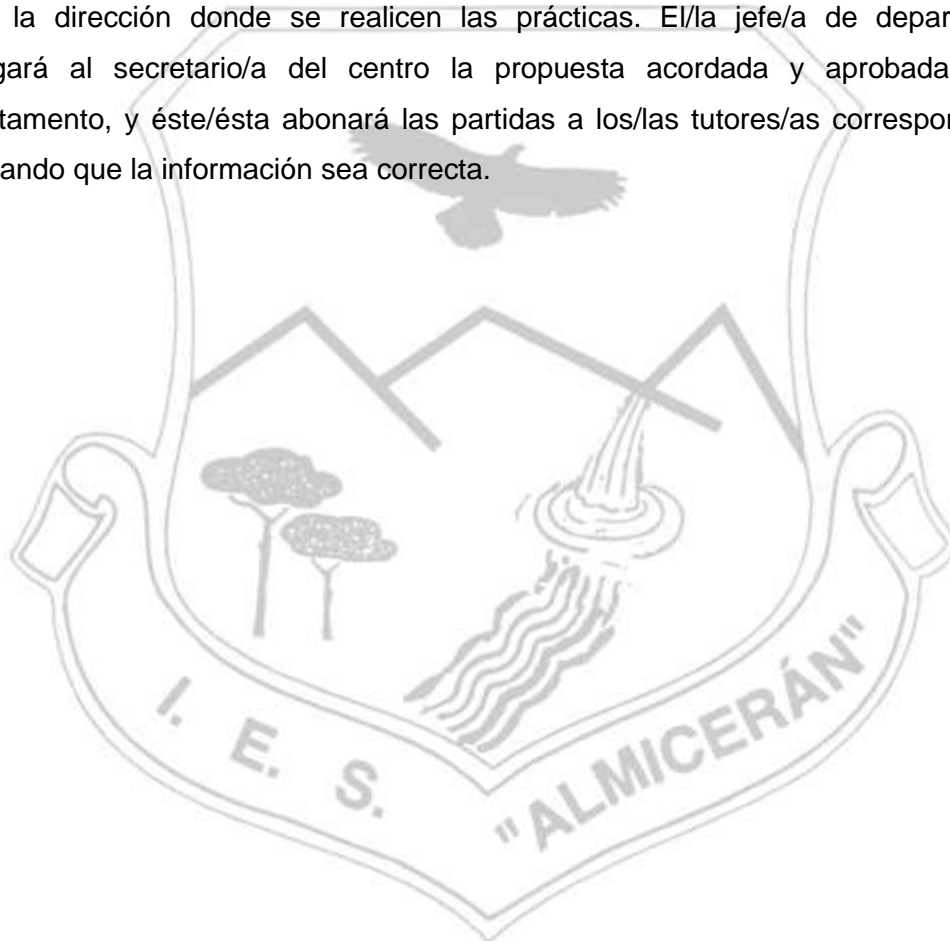 la dirección donde se realicen las prácticas. El/la jefe/a de depar
gará al secretario/a del centro la propuesta acordada y aprobada
tamento, y éste/ésta abonará las partidas a los/las tutores/as correspon
ando que la información sea correcta.
I. E. S. "ALMICERÁN"